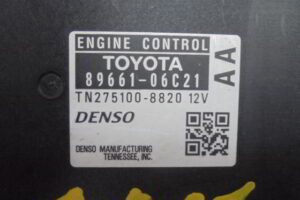 ENGINE CONTROL
TOYOTA
89661-06C21
AA
TN275100-8820 12V
DENSO
DENSO MANUFACTURING
TENNESSEE, INC.